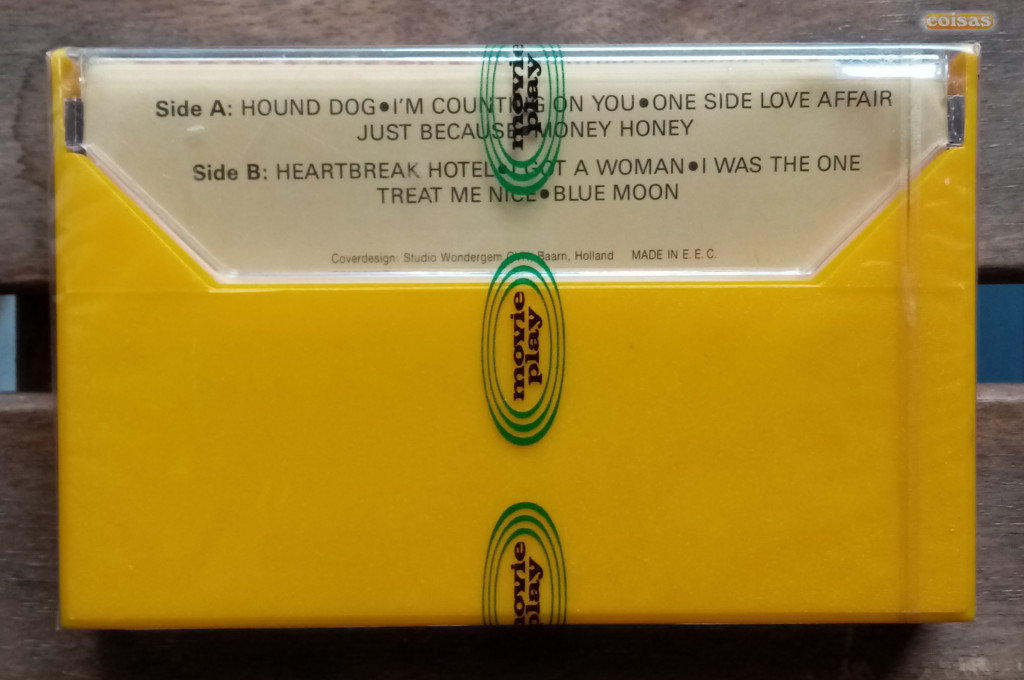 coisas
Side A: HOUND DOG•I'M COUNTING ON YOU•ONE SIDE LOVE AFFAIR
JUST BECAUSE•MONEY HONEY
Side B: HEARTBREAK HOTEL•I GOT A WOMAN•I WAS THE ONE
TREAT ME NICE•BLUE MOON
Coverdesign: Studio Wondergem Baarn, Holland MADE IN E.E.C.
movie
play
movie
play
movie
play